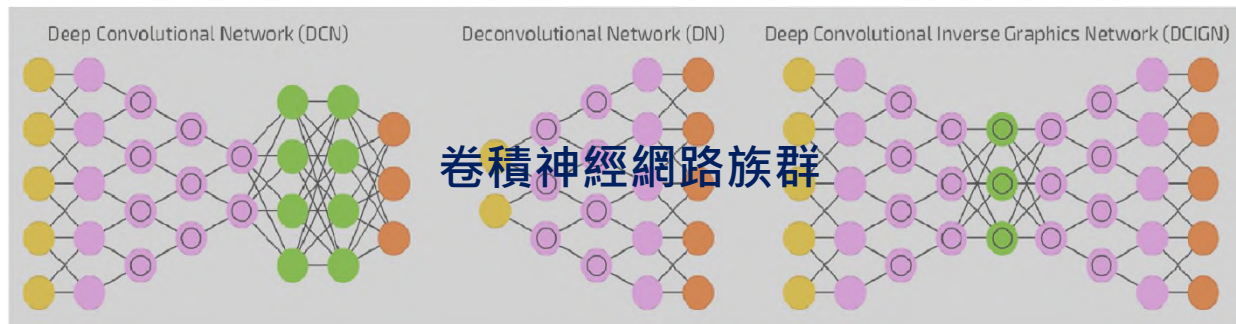 Deep Convolutional Network (DCN)
Deconvolutional Network (DN)
Deep Convolutional Inverse Graphics Network (DCIGN)
卷積神經網路族群